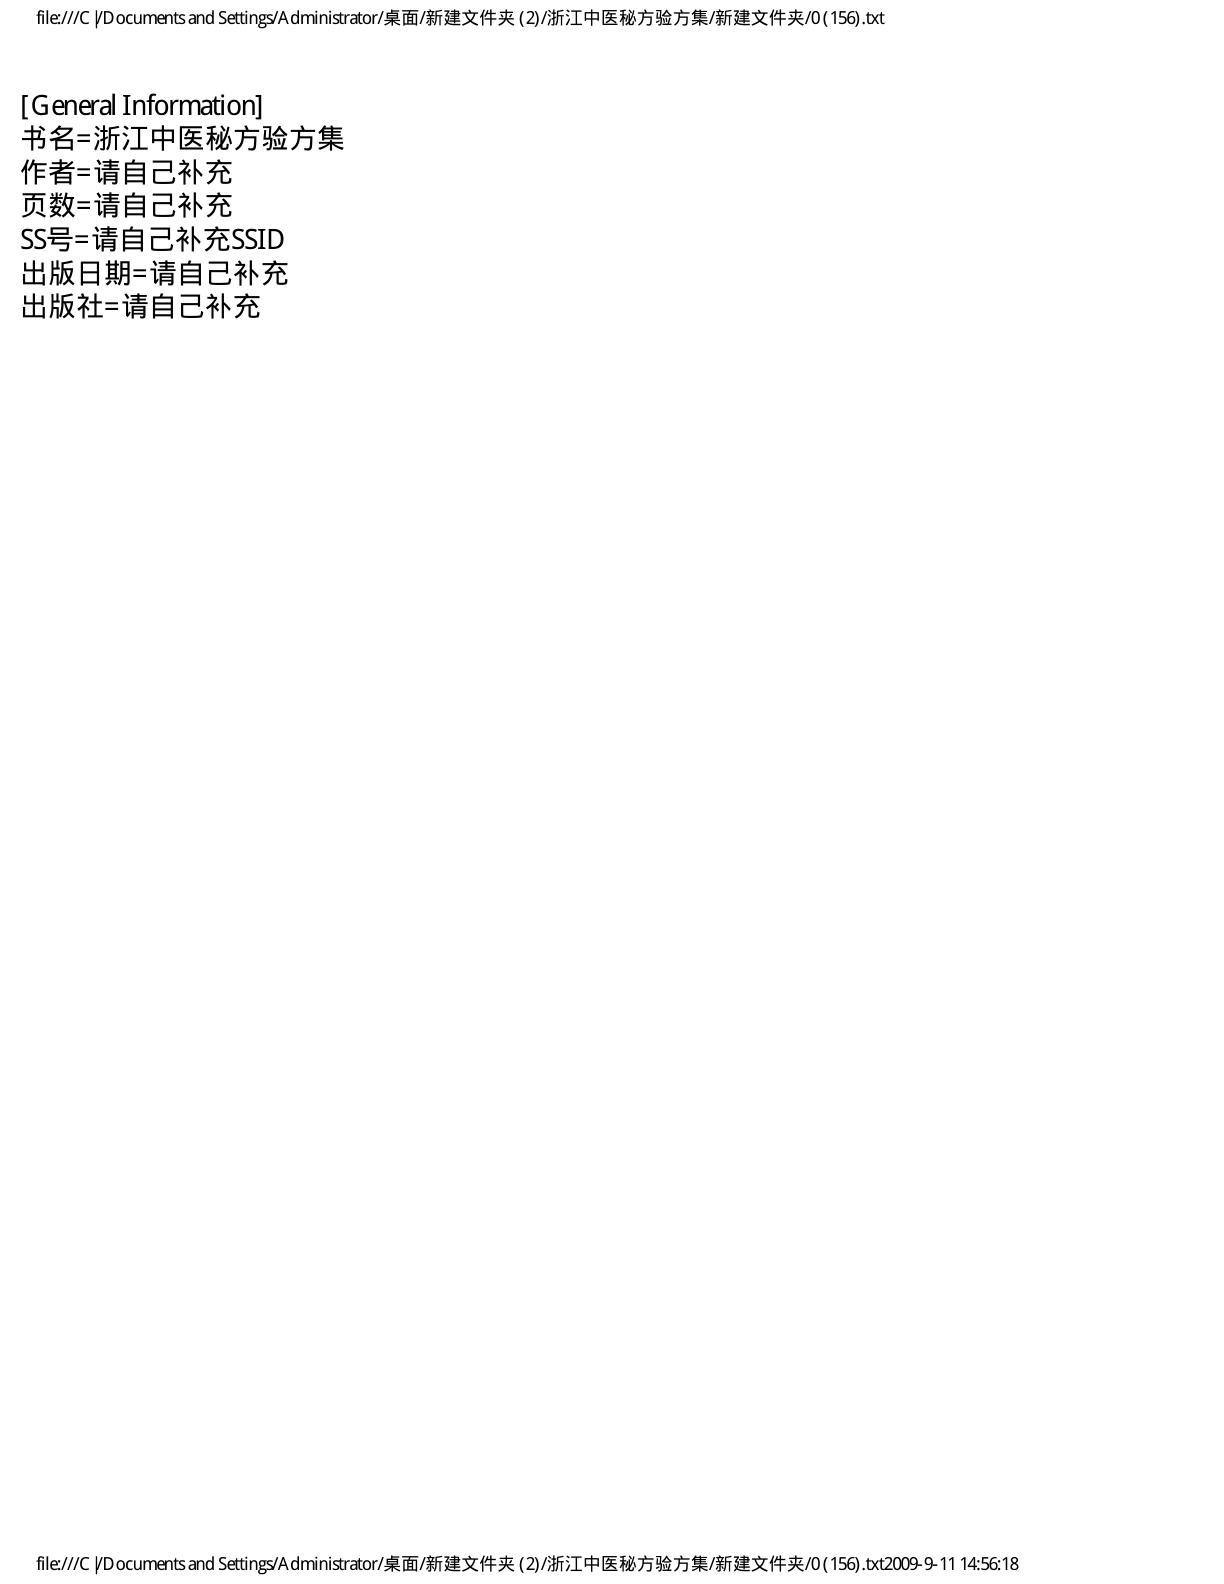 file:///C|/Documents and Settings/Administrator/桌面/新建文件夹 (2)/浙江中医秘方验方集/新建文件夹/0 (156).txt
[General Information]
书名=浙江中医秘方验方集
作者=请自己补充
页数=请自己补充
SS号=请自己补充SSID
出版日期=请自己补充
出版社=请自己补充
file:///C|/Documents and Settings/Administrator/桌面/新建文件夹 (2)/浙江中医秘方验方集/新建文件夹/0 (156).txt2009-9-11 14:56:18